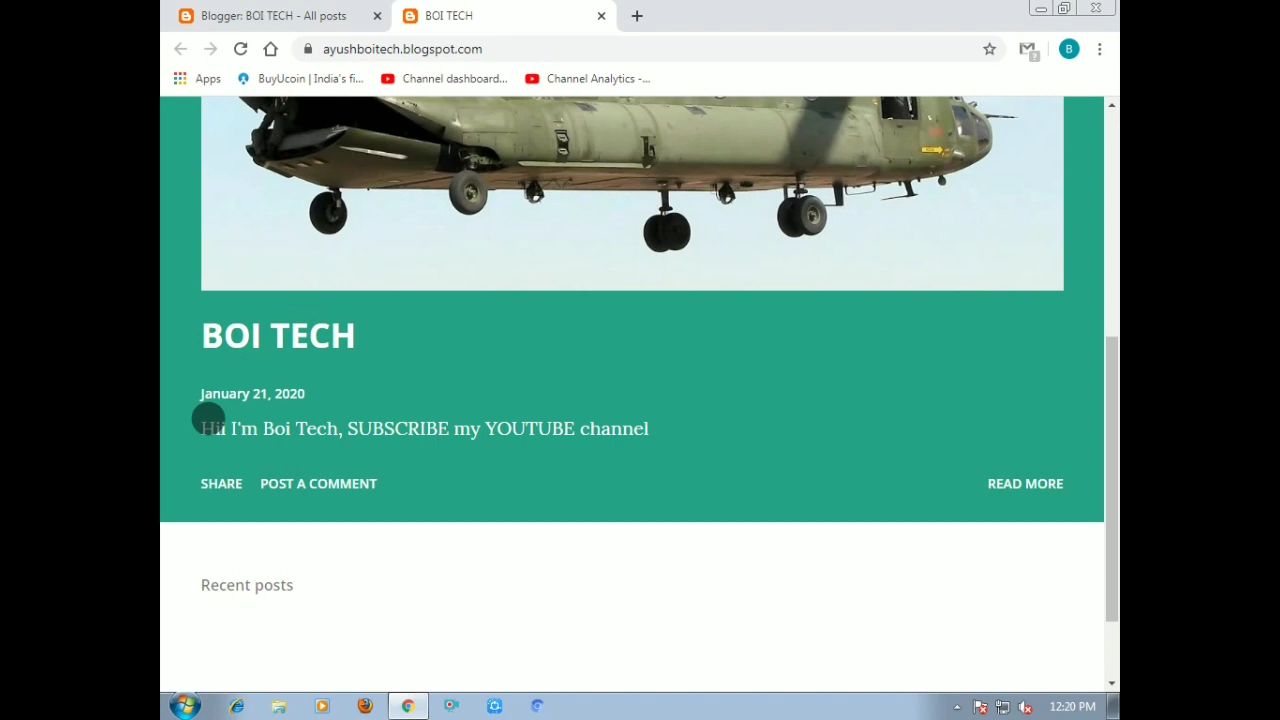 Blogger: BOI TECH - All posts
BOI TECH
ayushboitech.blogspot.com
B
Apps
BuyUcoin | India's fi...
Channel dashboard...
Channel Analytics -...
BOI TECH
January 21, 2020
Hii I'm Boi Tech, SUBSCRIBE my YOUTUBE channel
SHARE
POST A COMMENT
READ MORE
Recent posts
12:20 PM